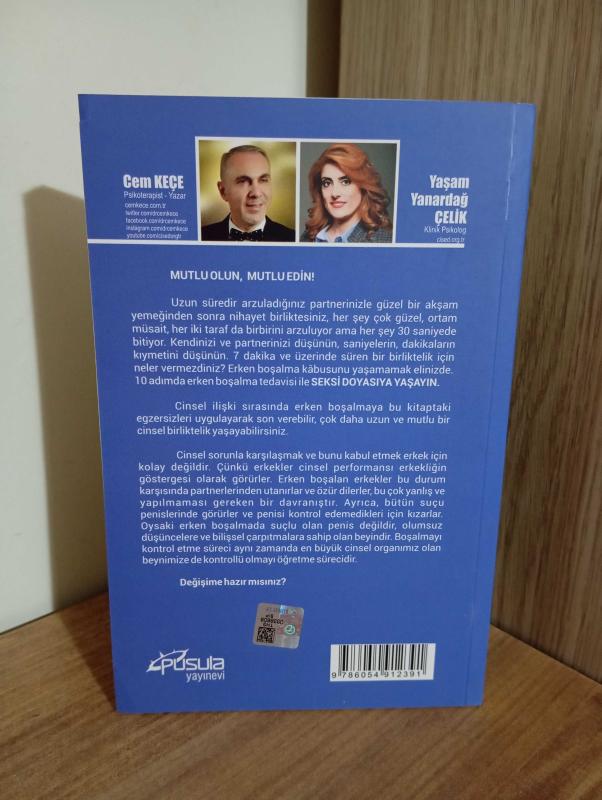 Cem KEÇE
Psikoterapist - Yazar
cemkece.com.tr
twitter.com/drcemkece
facebook.com/drcemkece
instagram.com/drcemkece
youtube.com/cisedorgtr
Yaşam
Yanardağ
ÇELİK
Klinik Psikolog
cised.org.tr
MUTLU OLUN, MUTLU EDİN!
Uzun süredir arzuladığınız partnerinizle güzel bir akşam
yemeğinden sonra nihayet birliktesiniz, her şey çok güzel, ortam
müsait, her iki taraf da birbirini arzuluyor ama her şey 30 saniyede
bitiyor. Kendinizi ve partnerinizi düşünün, saniyelerin, dakikaların
kıymetini düşünün. 7 dakika ve üzerinde süren bir birliktelik için
neler vermezdiniz? Erken boşalma kâbusunu yaşamamak elinizde.
10 adımda erken boşalma tedavisi ile SEKSİ DOYASIYA YAŞAYIN.
Cinsel ilişki sırasında erken boşalmaya bu kitaptaki
egzersizleri uygulayarak son verebilir, çok daha uzun ve mutlu bir
cinsel birliktelik yaşayabilirsiniz.
Cinsel sorunla karşılaşmak ve bunu kabul etmek erkek için
kolay değildir. Çünkü erkekler cinsel performansı erkekliğin
göstergesi olarak görürler. Erken boşalan erkekler bu durum
karşısında partnerlerinden utanırlar ve özür dilerler, bu çok yanlış ve
yapılmaması gereken bir davranıştır. Ayrıca, bütün suçu
penislerinde görürler ve penisi kontrol edemedikleri için kızarlar.
Oysaki erken boşalmada suçlu olan penis değildir, olumsuz
düşüncelere ve bilişsel çarpıtmalara sahip olan beyindir. Boşalmayı
kontrol etme süreci aynı zamanda en büyük cinsel organımız olan
beynimize de kontrollü olmayı öğretme sürecidir.
Değişime hazır mısınız?
pusula
yayınevi
9 786054 912391